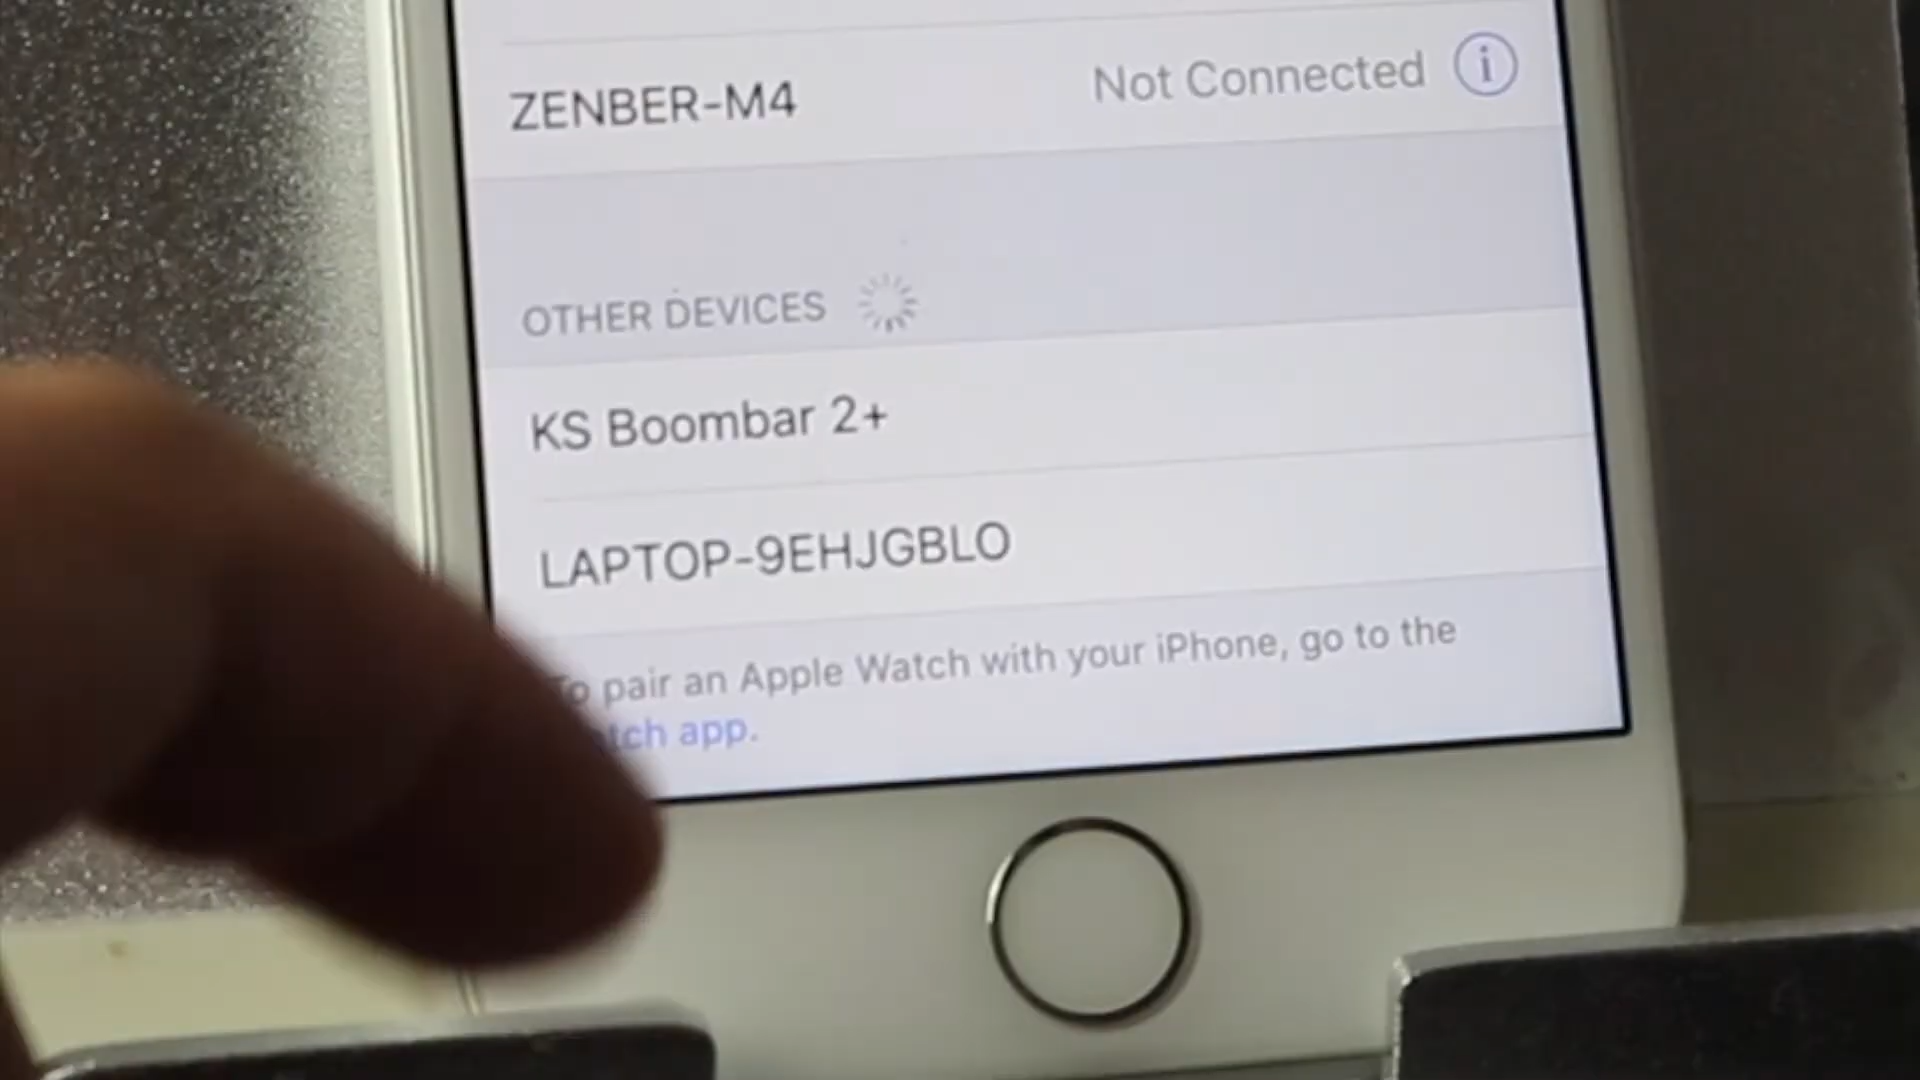 ZENBER-M4 Not Connected i
OTHER DEVICES
KS Boombar 2+
LAPTOP-9EHJGBLO
To pair an Apple Watch with your iPhone, go to the
app.